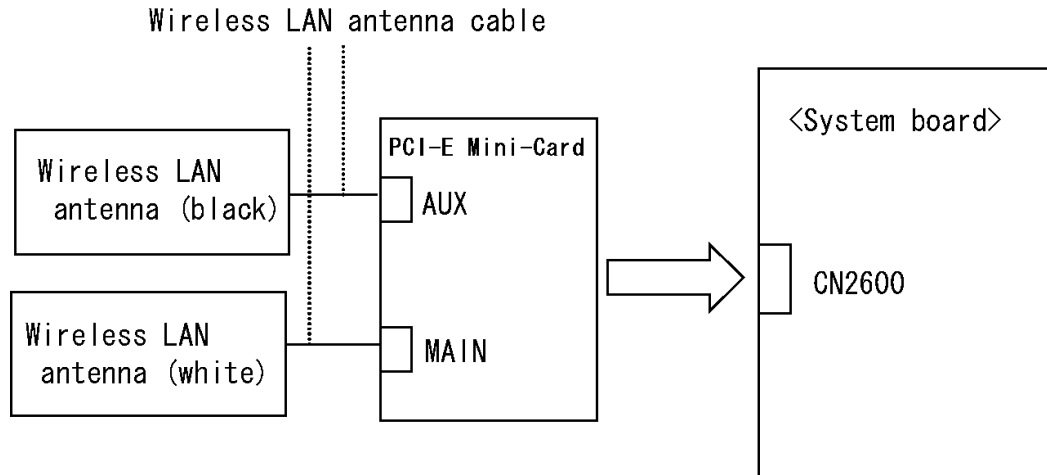 Wireless LAN antenna cable
<System board>
PCI-E Mini-Card
Wireless LAN
antenna (black)
AUX
CN2600
Wireless LAN
antenna (white)
MAIN